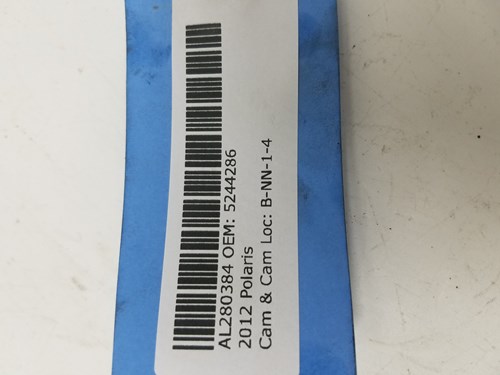 AL280384 OEM: 5244286
2012 Polaris
Cam & Cam Loc: B-NN-1-4